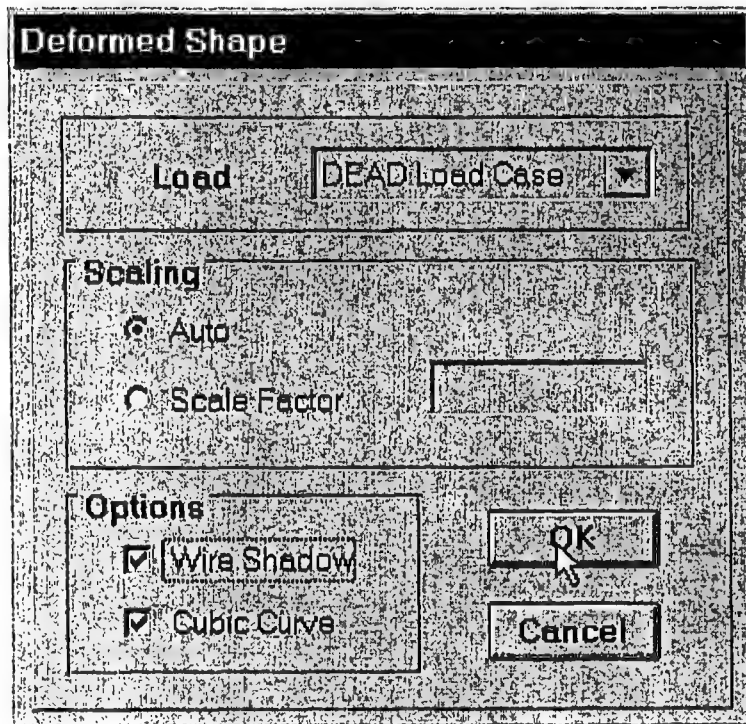 Deformed Shape
Load DEAD Load Case
Scaling
Auto
Scale Factor
Options
Wire Shadow
Cubic Curve
OK
Cancel